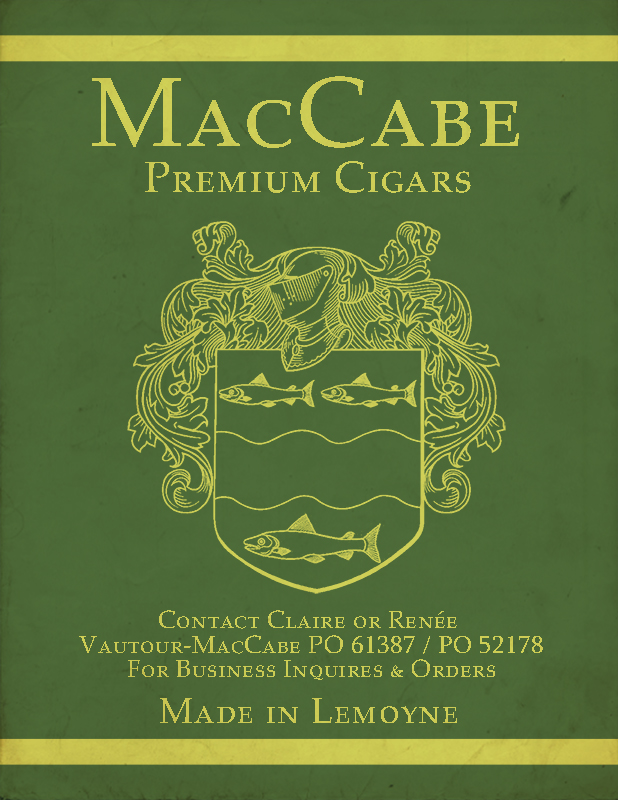 MacCabe
Premium Cigars
Contact Claire or Renée
Vautour-MacCabe PO 61387 / PO 52178
For Business Inquires & Orders
Made in Lemoyne